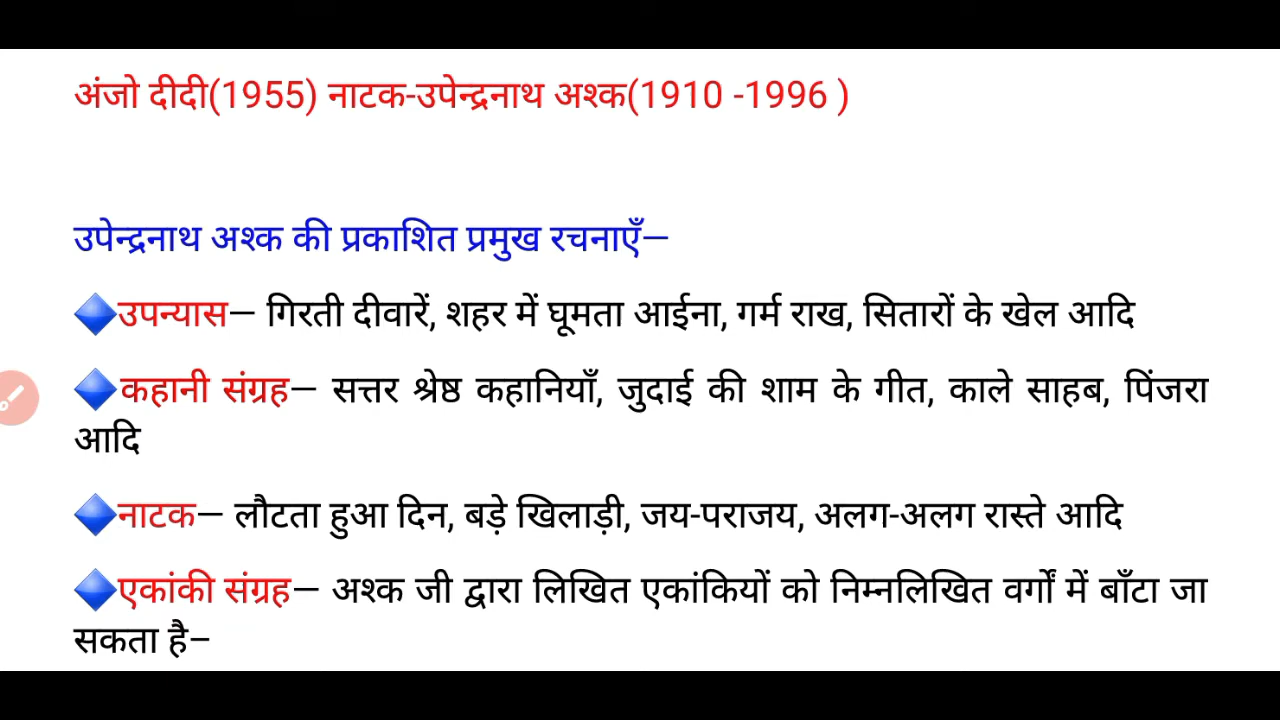 अंजो दीदी(1955) नाटक-उपेन्द्रनाथ अश्क(1910 -1996 )
उपेन्द्रनाथ अश्क की प्रकाशित प्रमुख रचनाएँ—
🔷उपन्यास— गिरती दीवारें, शहर में घूमता आईना, गर्म राख, सितारों के खेल आदि
🔷कहानी संग्रह— सत्तर श्रेष्ठ कहानियाँ, जुदाई की शाम के गीत, काले साहब, पिंजरा
आदि
🔷नाटक— लौटता हुआ दिन, बड़े खिलाड़ी, जय-पराजय, अलग-अलग रास्ते आदि
🔷एकांकी संग्रह— अश्क जी द्वारा लिखित एकांकियों को निम्नलिखित वर्गों में बाँटा जा
सकता है–